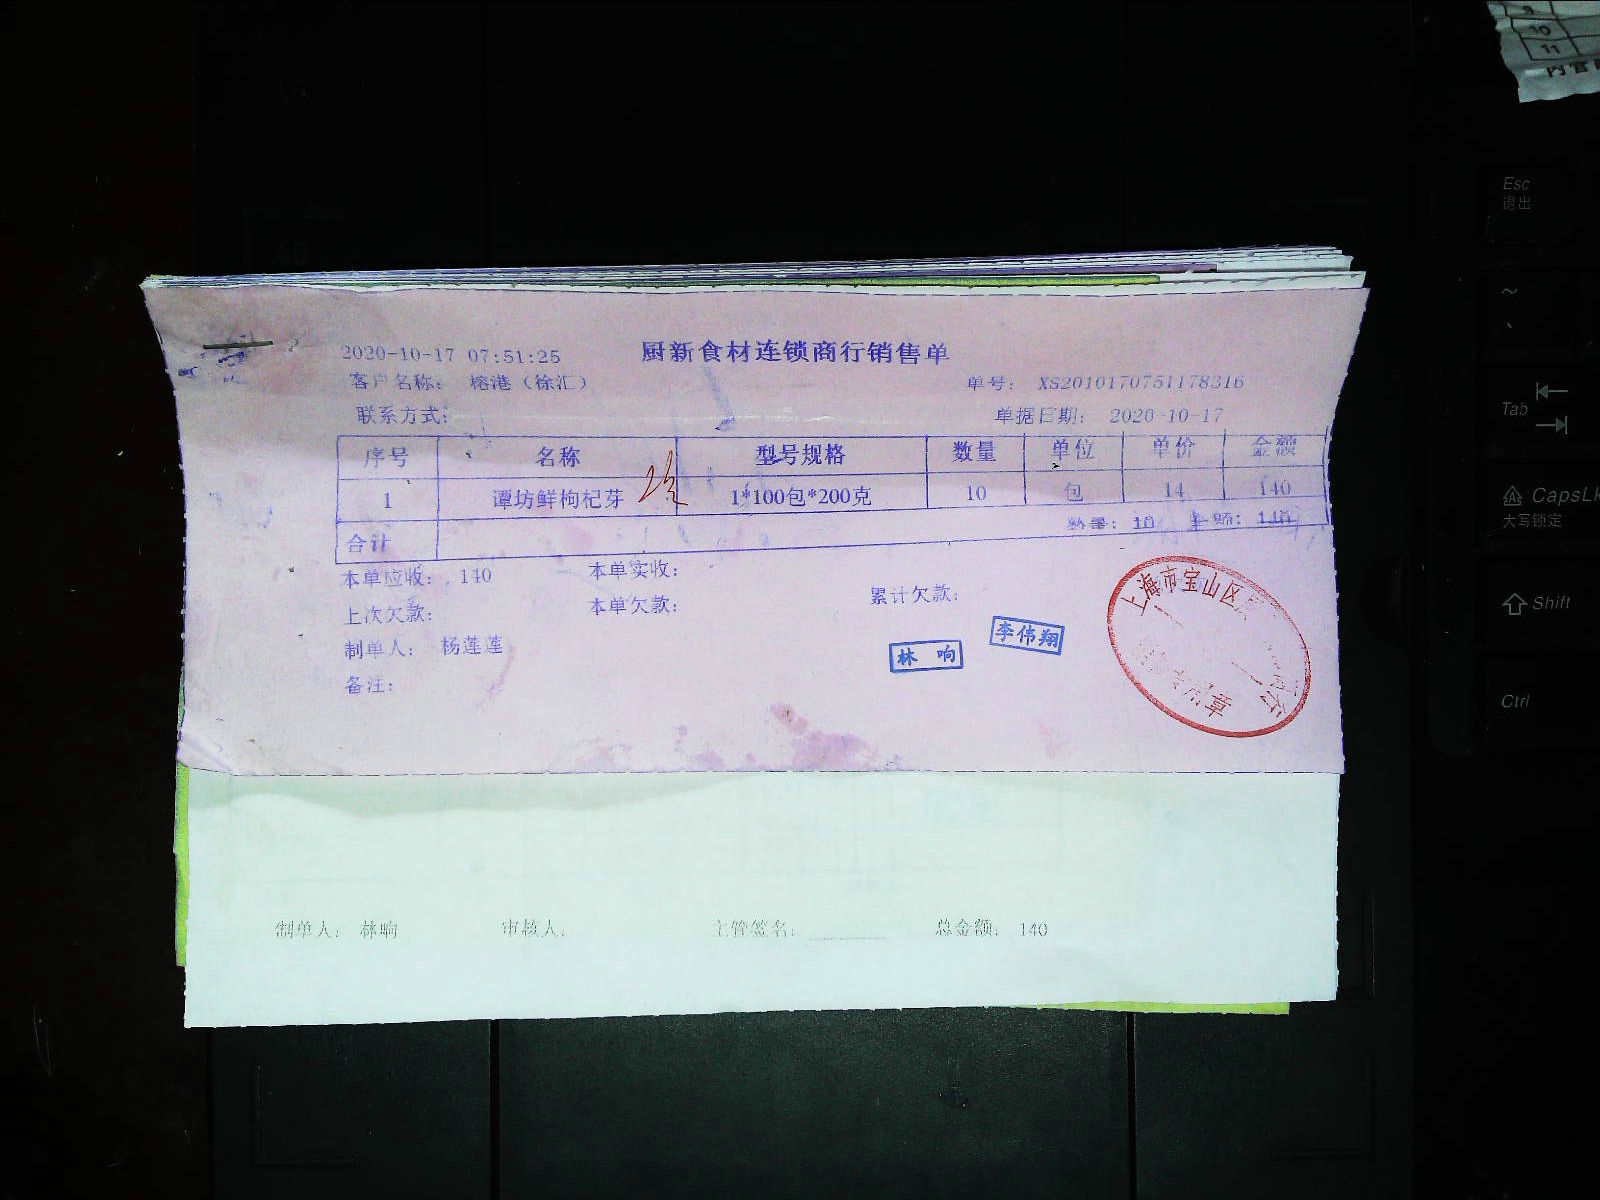 2020-10-17 07:51:25 厨新食材连锁商行销售单
客户名称: 榕港（徐汇） 单号: XS2010170751178316
联系方式: 单据日期: 2020-10-17
序号 名称 型号规格 数量 单位 单价 金额
1 谭坊鲜枸杞芽 1*100包*200克 10 包 14 140
合计 数量: 10 金额: 140
本单应收: 140 本单实收:
上次欠款: 本单欠款: 累计欠款:
制单人: 杨莲莲
备注:
林响 李伟翔
上海市宝山区
制单人: 林响 审核人: 主管签名: 总金额: 140
9
10
11
Esc
退出
~
Tab
CapsLk
大写锁定
Shift
Ctrl